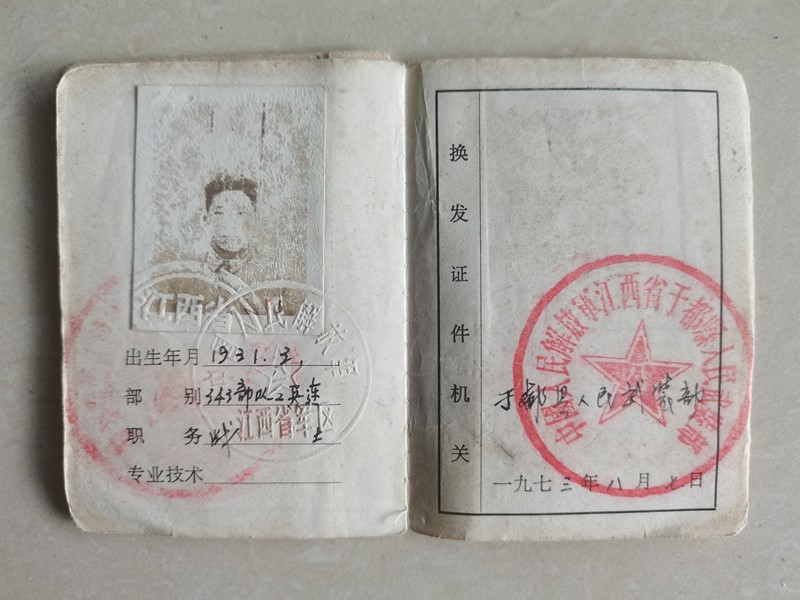 江西省
人民解放
江西省军区
出生年月 1931.3.
部 别 343部队工兵连
职 务 战士
专业技术
换发证件机关
中国人民解放军江西省于都县人民武装部
于都县人民武装部
一九七三年八月 日